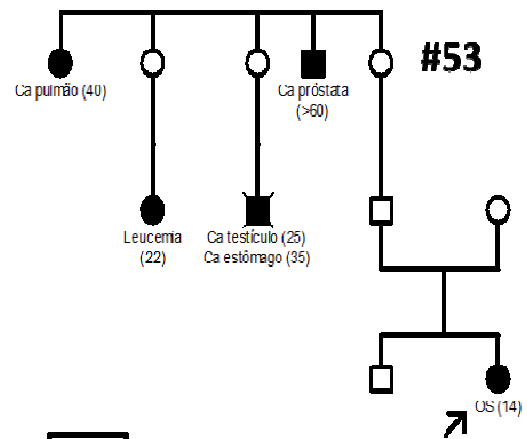 #53
Ca pulmão (40)
Ca próstata
(>60)
Leucemia
(22)
Ca testículo (25)
Ca estômago (35)
OS (14)